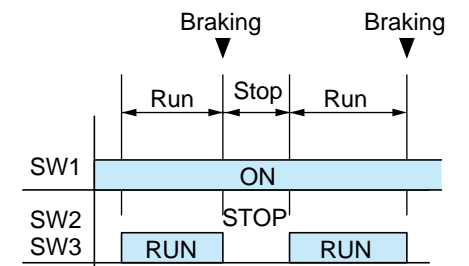 Braking Braking
Run Stop Run
SW1 ON
SW2 STOP
SW3 RUN RUN